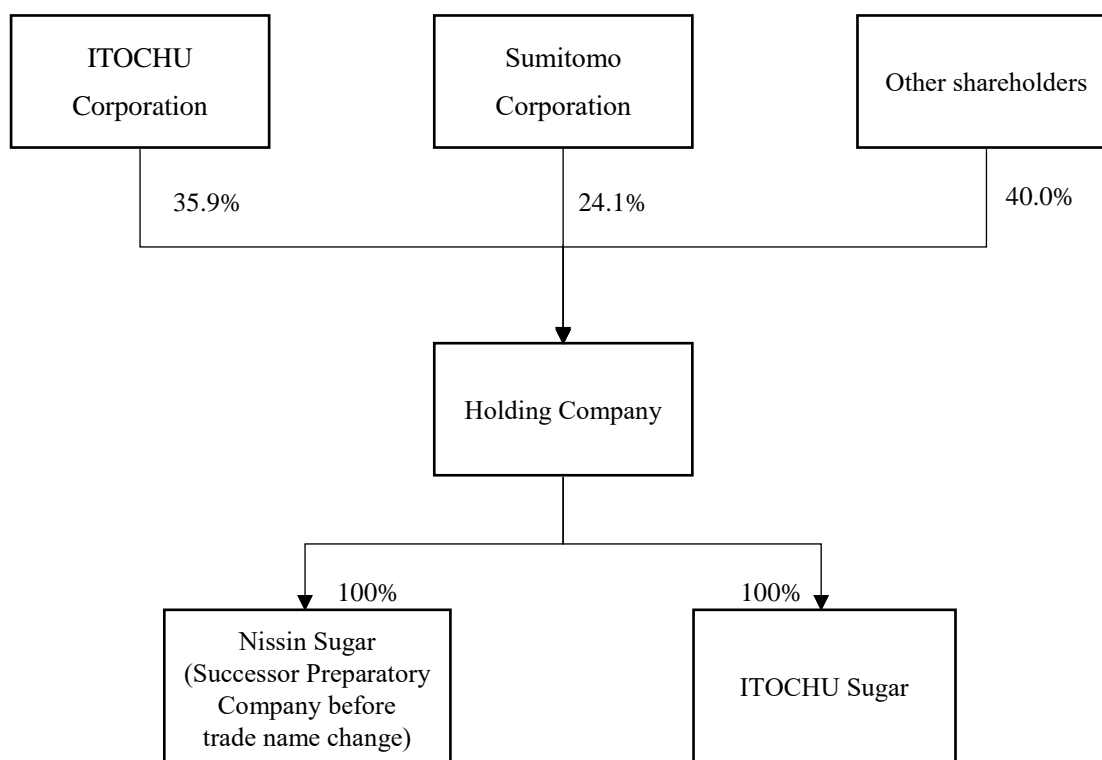 ITOCHU
Corporation
Sumitomo
Corporation
Other shareholders
35.9%
24.1%
40.0%
Holding Company
100%
100%
Nissin Sugar
(Successor Preparatory
Company before
trade name change)
ITOCHU Sugar